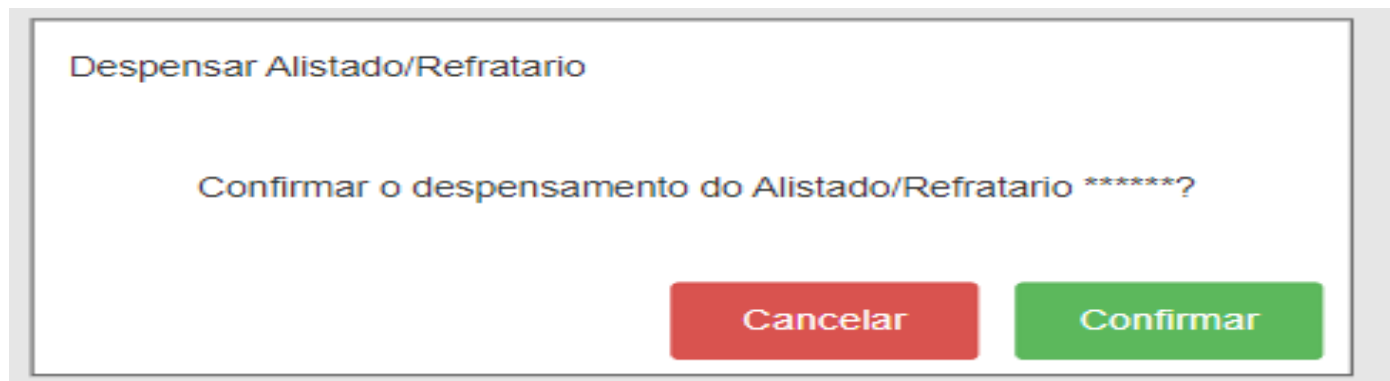 Despensar Alistado/Refratario
Confirmar o despensamento do Alistado/Refratario ******?
Cancelar
Confirmar